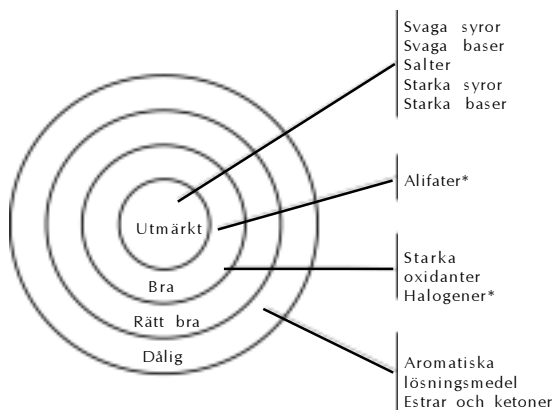 Svaga syror
Svaga baser
Salter
Starka syror
Starka baser
Alifater*
Utmärkt
Starka
oxidanter
Halogener*
Bra
Rätt bra
Dålig
Aromatiska
lösningsmedel
Estrar och ketoner